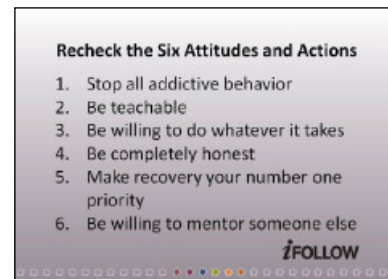 Recheck the Six Attitudes and Actions
1. Stop all addictive behavior
2. Be teachable
3. Be willing to do whatever it takes
4. Be completely honest
5. Make recovery your number one
priority
6. Be willing to mentor someone else
iFOLLOW